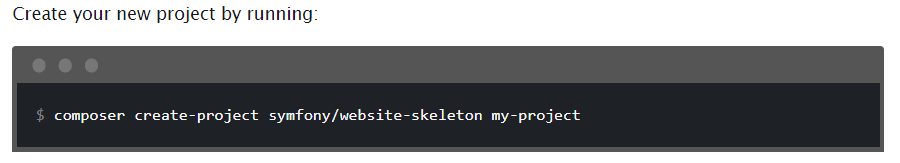 Create your new project by running:
$ composer create-project symfony/website-skeleton my-project